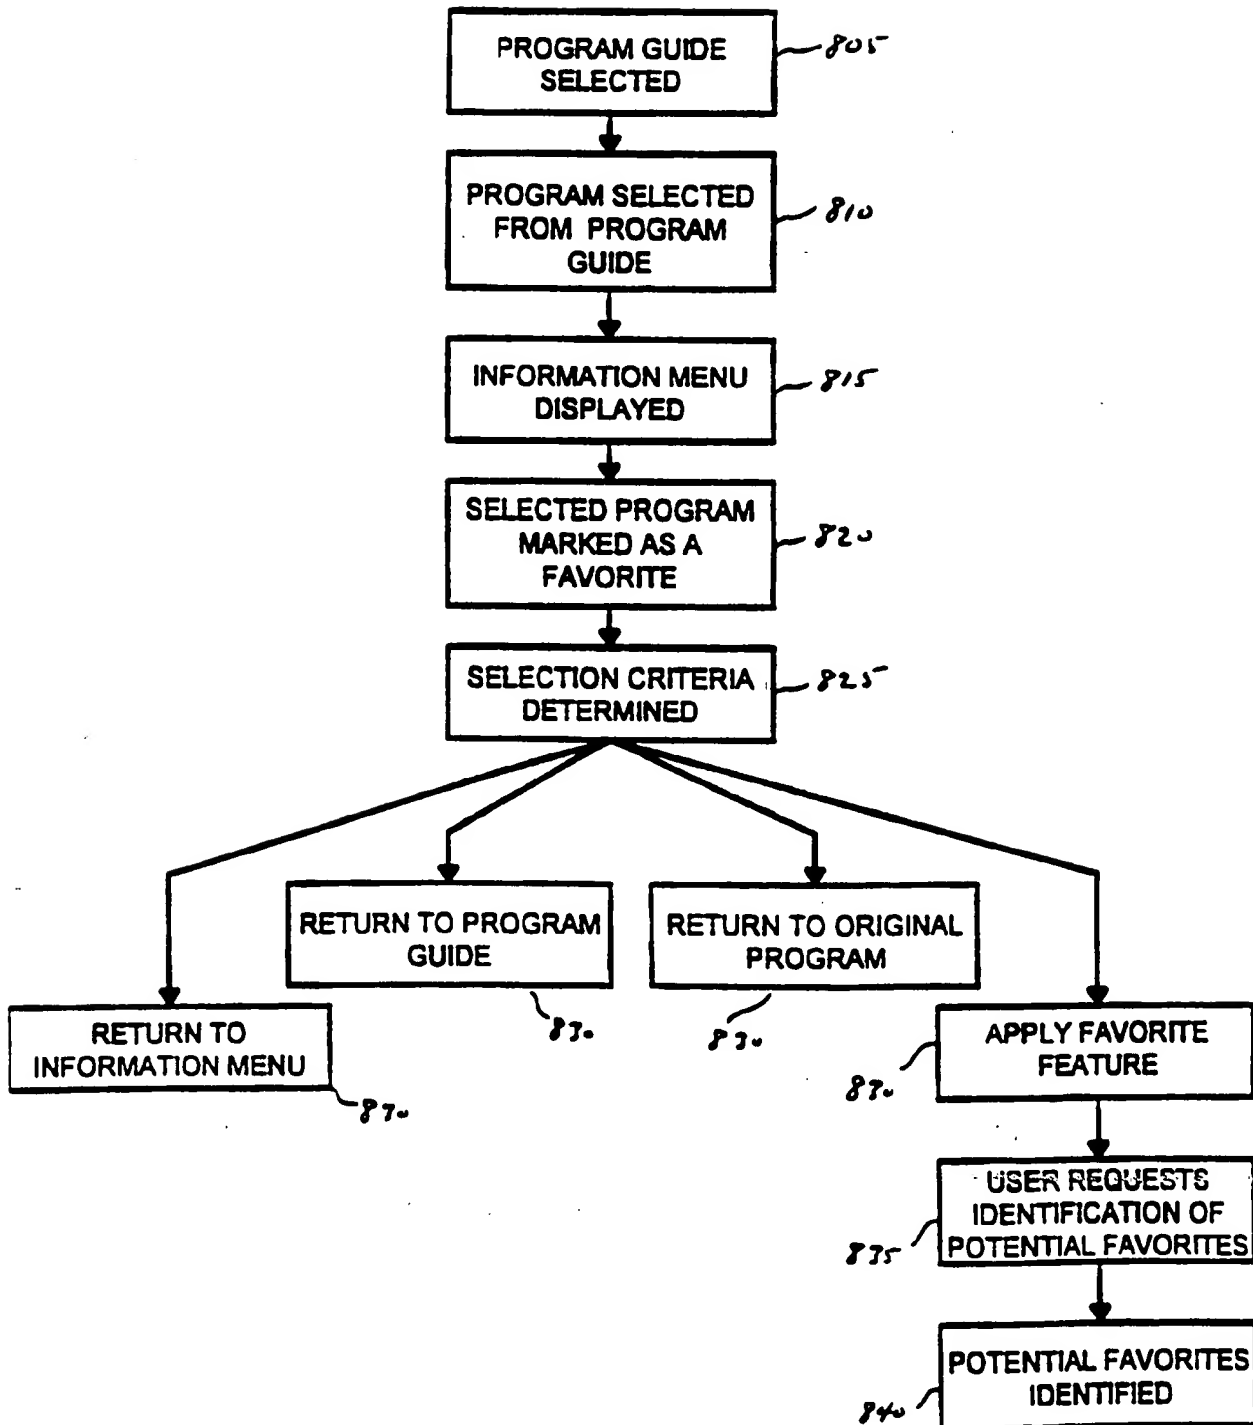 PROGRAM GUIDE
SELECTED
805
PROGRAM SELECTED
FROM PROGRAM
GUIDE
810
INFORMATION MENU
DISPLAYED
815
SELECTED PROGRAM
MARKED AS A
FAVORITE
820
SELECTION CRITERIA
DETERMINED
825
RETURN TO PROGRAM
GUIDE
830
RETURN TO ORIGINAL
PROGRAM
830
RETURN TO
INFORMATION MENU
830
APPLY FAVORITE
FEATURE
830
USER REQUESTS
IDENTIFICATION OF
POTENTIAL FAVORITES
835
POTENTIAL FAVORITES
IDENTIFIED
840